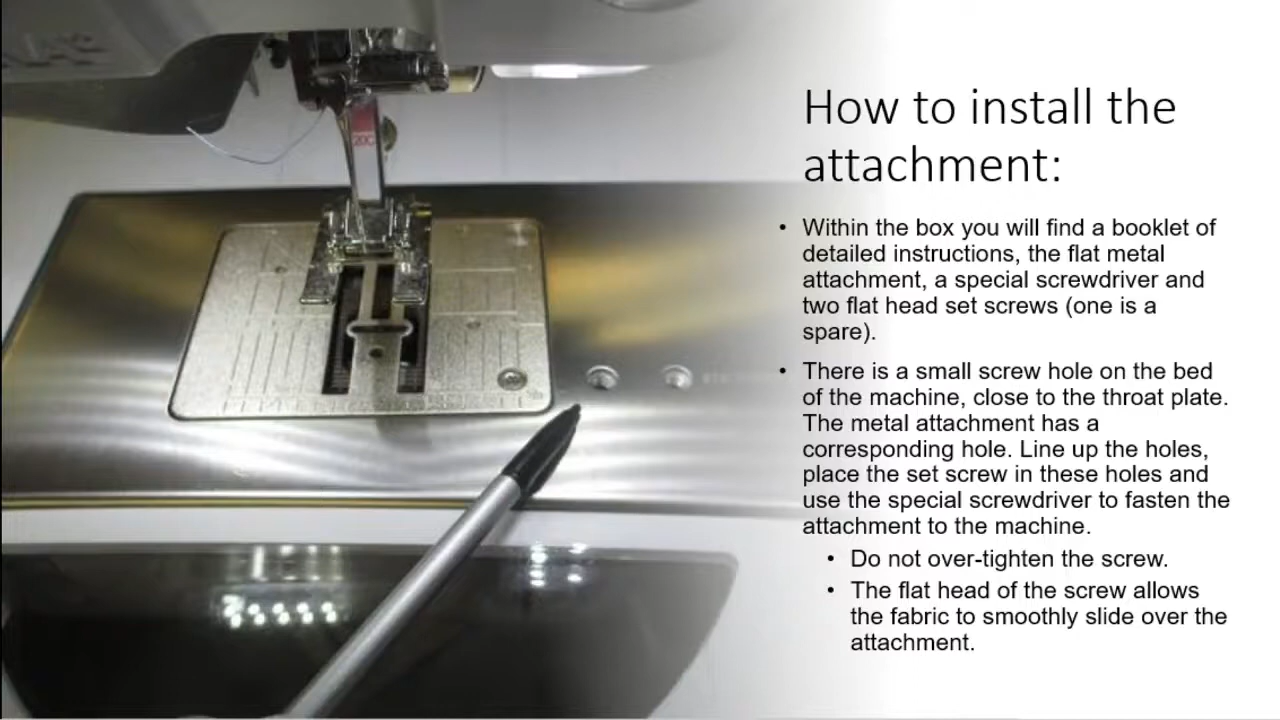 How to install the
attachment:
• Within the box you will find a booklet of
detailed instructions, the flat metal
attachment, a special screwdriver and
two flat head set screws (one is a
spare).
• There is a small screw hole on the bed
of the machine, close to the throat plate.
The metal attachment has a
corresponding hole. Line up the holes,
place the set screw in these holes and
use the special screwdriver to fasten the
attachment to the machine.
• Do not over-tighten the screw.
• The flat head of the screw allows
the fabric to smoothly slide over the
attachment.